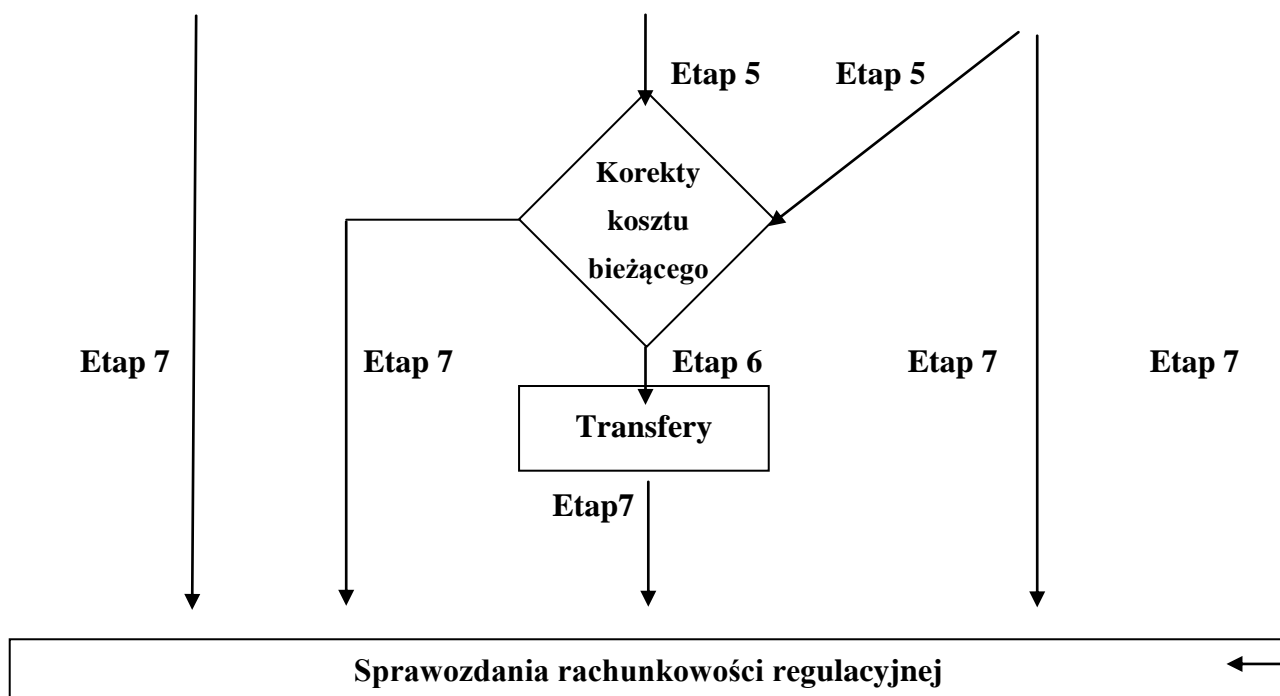 Etap 5
Etap 5
Korekty
kosztu
bieżącego
Etap 7
Etap 7
Etap 6
Etap 7
Etap 7
Transfery
Etap7
Sprawozdania rachunkowości regulacyjnej